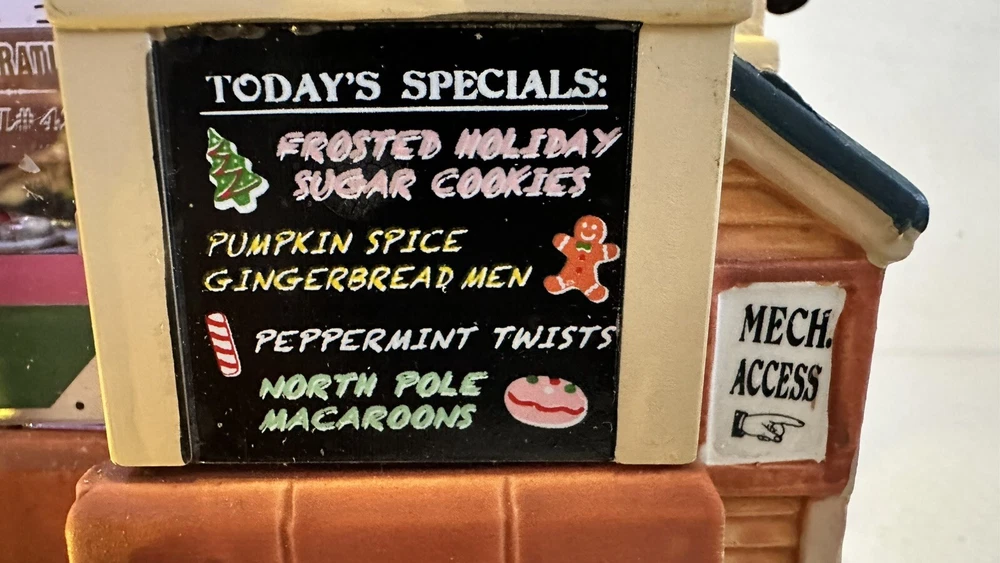 TODAY'S SPECIALS:
FROSTED HOLIDAY
SUGAR COOKIES
PUMPKIN SPICE
GINGERBREAD MEN
PEPPERMINT TWISTS
NORTH POLE
MACAROONS
MECH.
ACCESS